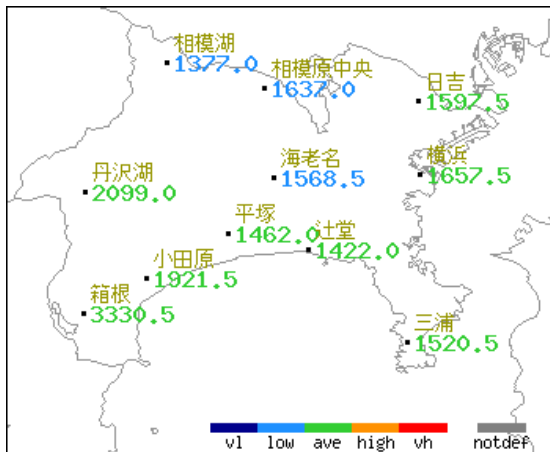 相模湖
1377.0
相模原中央
1637.0
日吉
1597.5
丹沢湖
2099.0
海老名
1568.5
横浜
1657.5
平塚
1462.0
辻堂
1422.0
小田原
1921.5
箱根
3330.5
三浦
1520.5
vl low ave high vh notdef